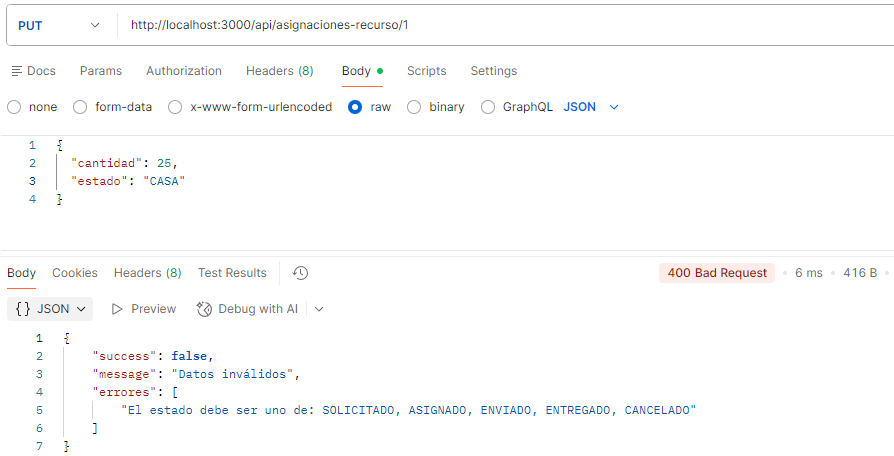 PUT http://localhost:3000/api/asignaciones-recurso/1
Docs Params Authorization Headers (8) Body Scripts Settings
none form-data x-www-form-urlencoded raw binary GraphQL JSON
1 {
2 "cantidad": 25,
3 "estado": "CASA"
4 }
Body Cookies Headers (8) Test Results 400 Bad Request 6 ms 416 B
{} JSON Preview Debug with AI
1 {
2 "success": false,
3 "message": "Datos inválidos",
4 "errores": [
5 "El estado debe ser uno de: SOLICITADO, ASIGNADO, ENVIADO, ENTREGADO, CANCELADO"
6 ]
7 }